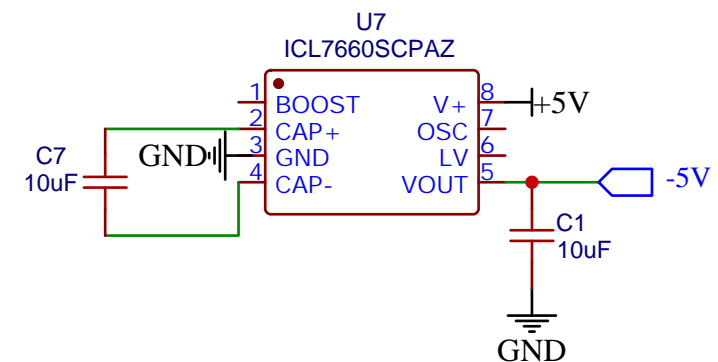 U7
ICL7660SCPAZ
1 BOOST V+ 8 +5V
2 CAP+ OSC 7
GND 3 GND LV 6
4 CAP- VOUT 5 -5V
C7
10uF
C1
10uF
GND